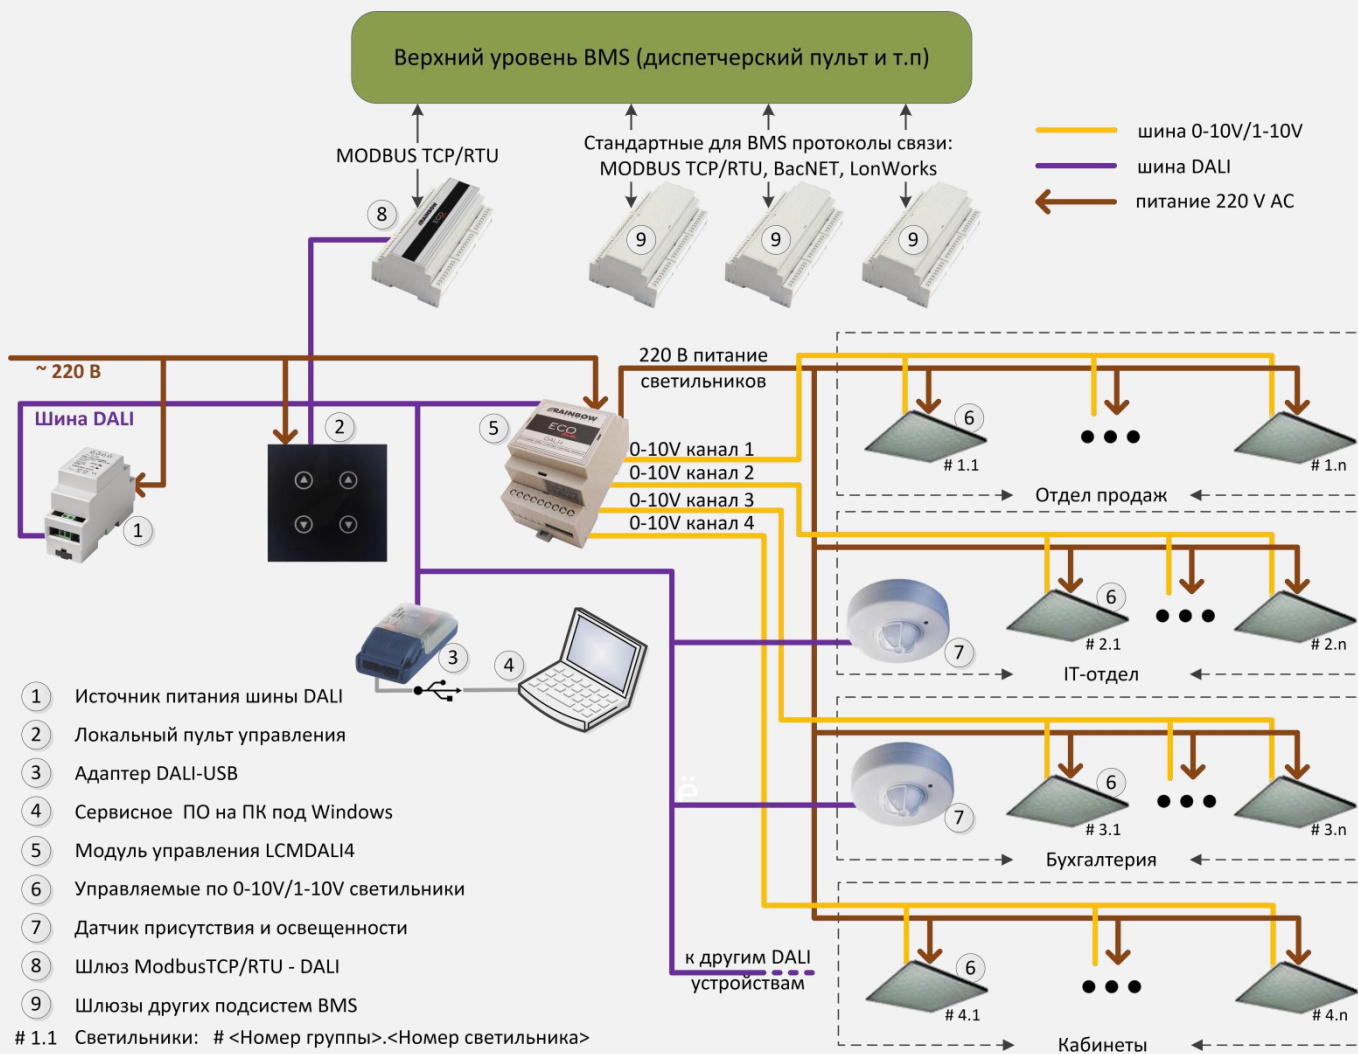 Верхний уровень BMS (диспетчерский пульт и т.п)
MODBUS TCP/RTU
Стандартные для BMS протоколы связи:
MODBUS TCP/RTU, BacNET, LonWorks
шина 0-10V/1-10V
шина DALI
питание 220 V AC
8
RAINBOW
ECO
9
9
9
~ 220 В
Шина DALI
1
2
5
RAINBOW
ECO
DALI4
220 В питание
светильников
0-10V канал 1
0-10V канал 2
0-10V канал 3
0-10V канал 4
6
# 1.1
# 1.n
Отдел продаж
6
7
# 2.1
# 2.n
IT-отдел
6
7
# 3.1
# 3.n
Бухгалтерия
6
# 4.1
# 4.n
Кабинеты
3
4
к другим DALI
устройствам
1 Источник питания шины DALI
2 Локальный пульт управления
3 Адаптер DALI-USB
4 Сервисное ПО на ПК под Windows
5 Модуль управления LCMDALI4
6 Управляемые по 0-10V/1-10V светильники
7 Датчик присутствия и освещенности
8 Шлюз ModbusTCP/RTU - DALI
9 Шлюзы других подсистем BMS
# 1.1 Светильники: # <Номер группы>.<Номер светильника>